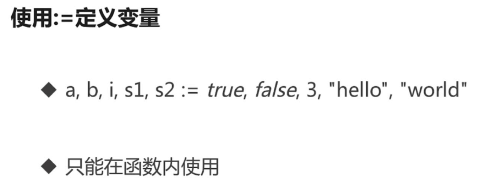 使用:=定义变量
◆ a, b, i, s1, s2 := true, false, 3, "hello", "world"
◆ 只能在函数内使用